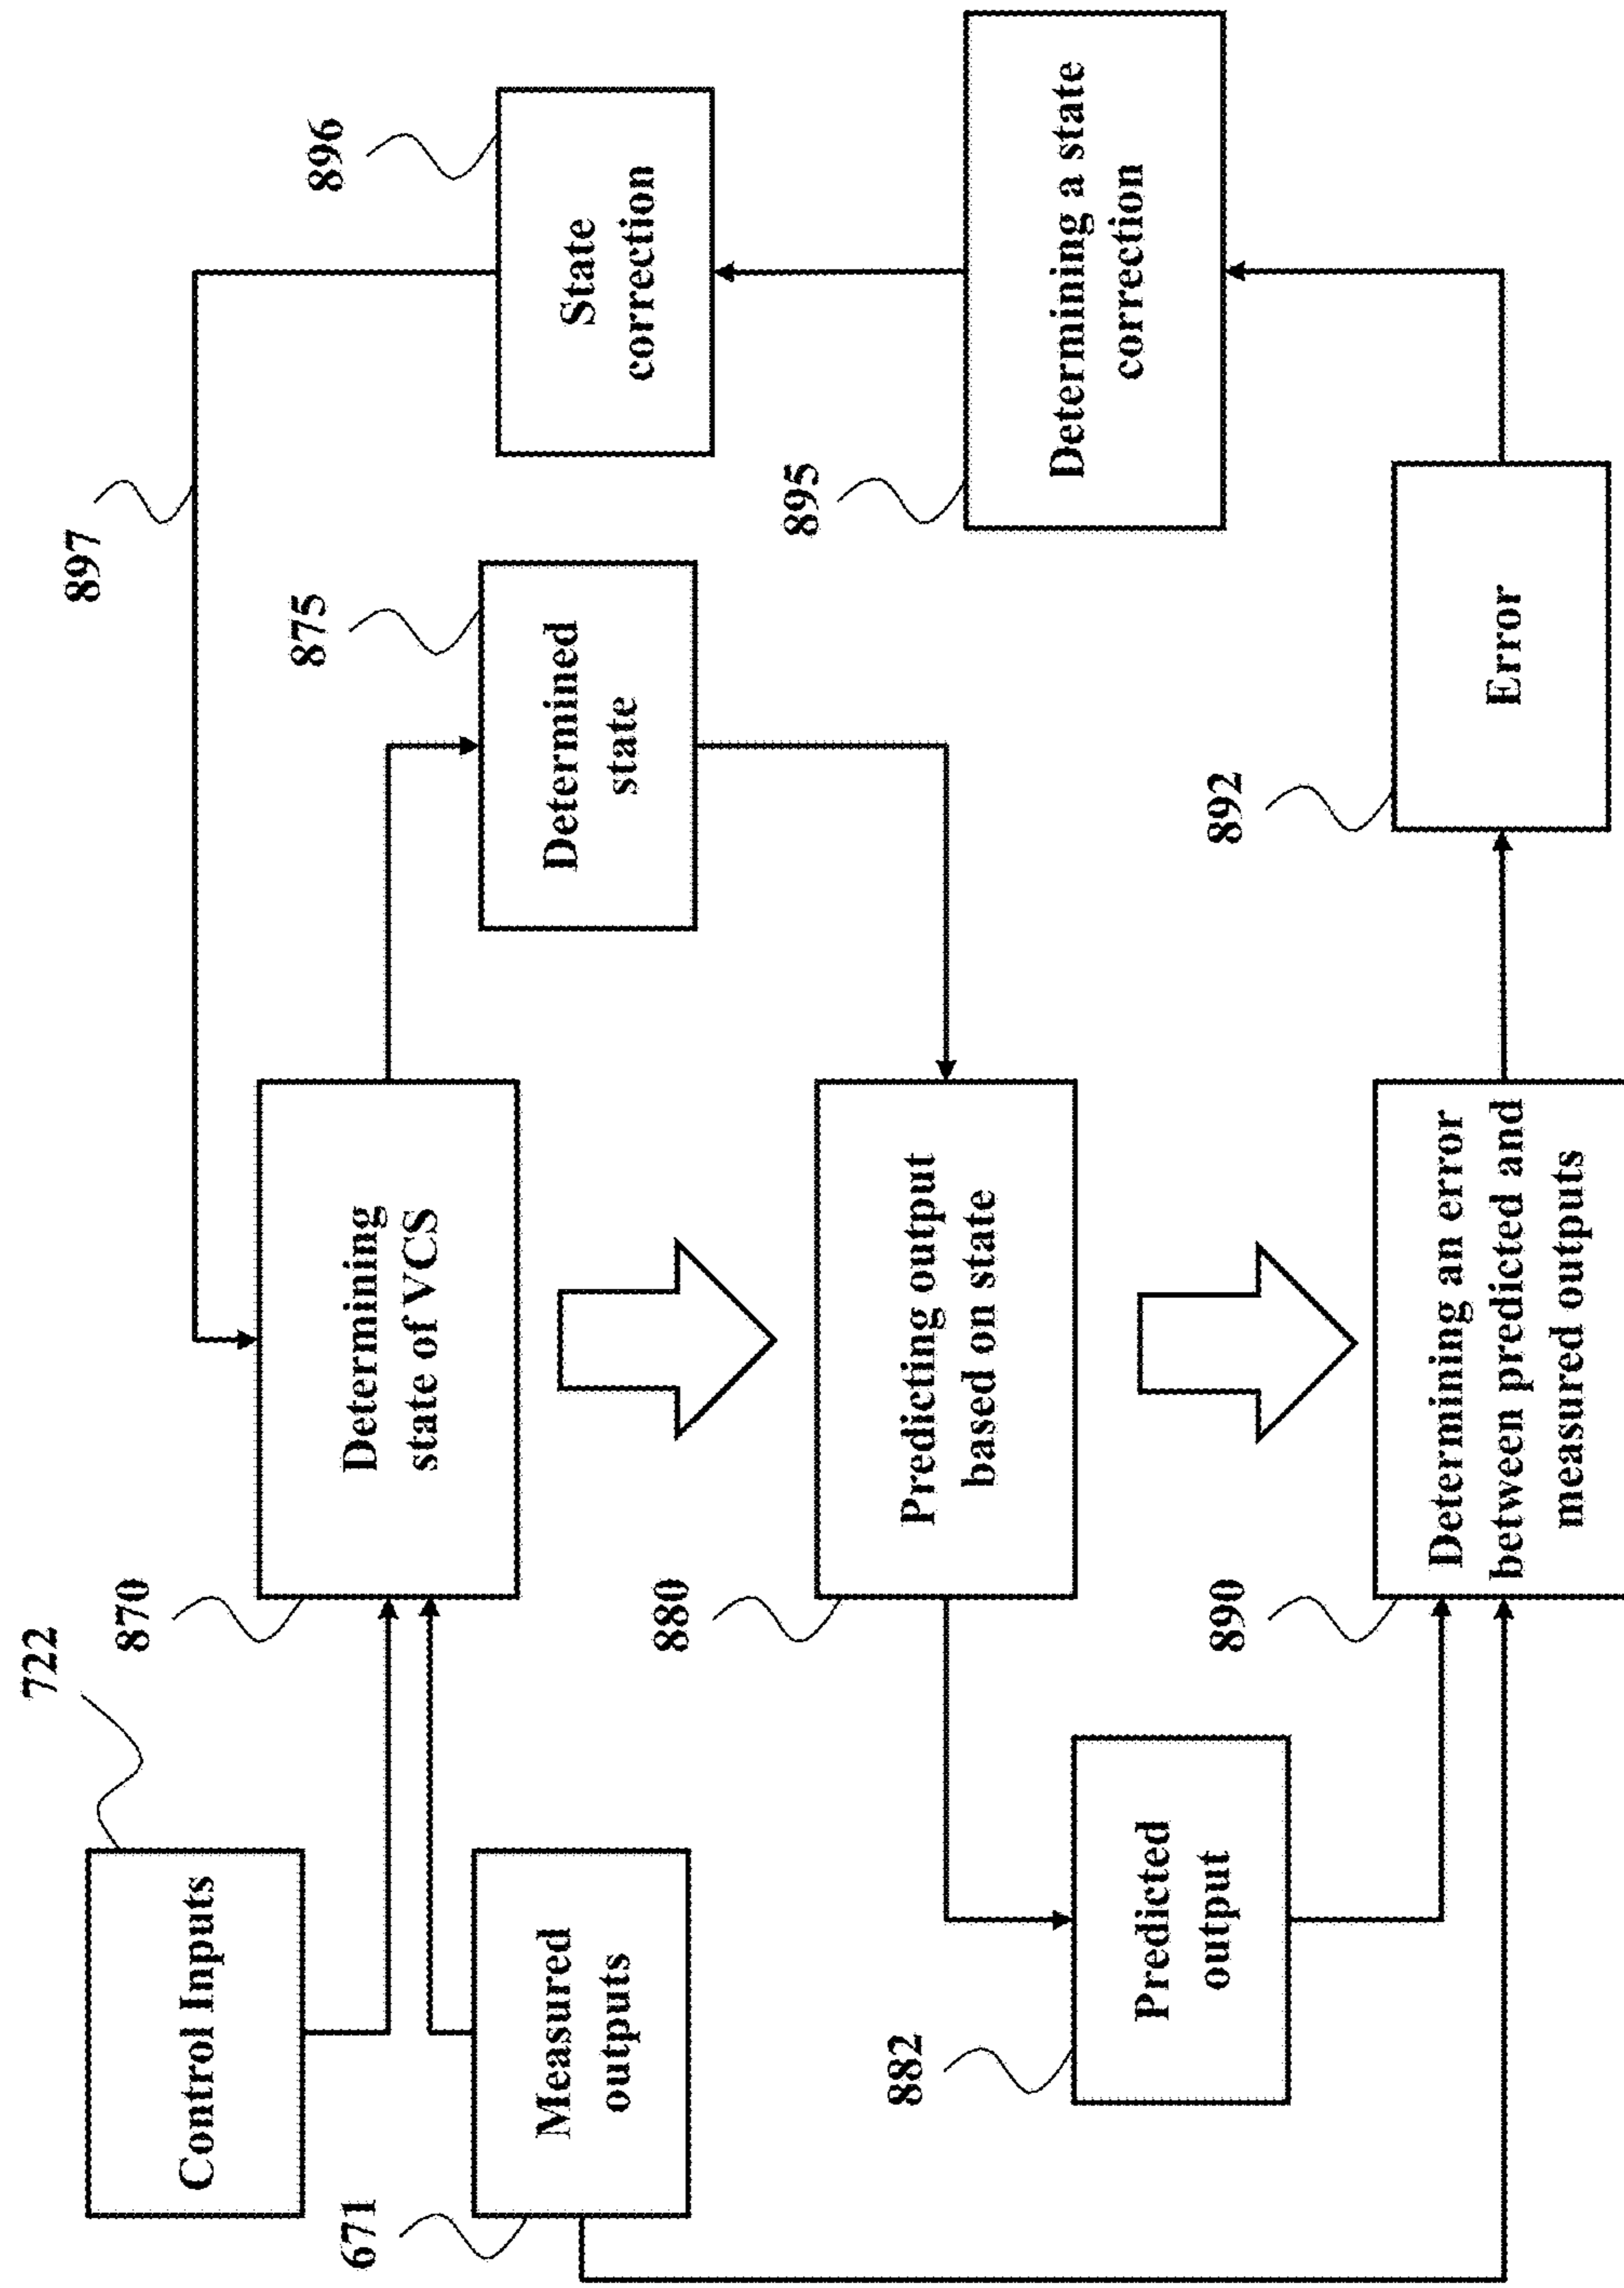 722
Control Inputs
671
Measured
outputs
870
Determining
state of VCS
897
896
State
correction
875
Determined
state
895
Determining a state
correction
880
Predicting output
based on state
882
Predicted
output
890
Determining an error
between predicted and
measured outputs
892
Error